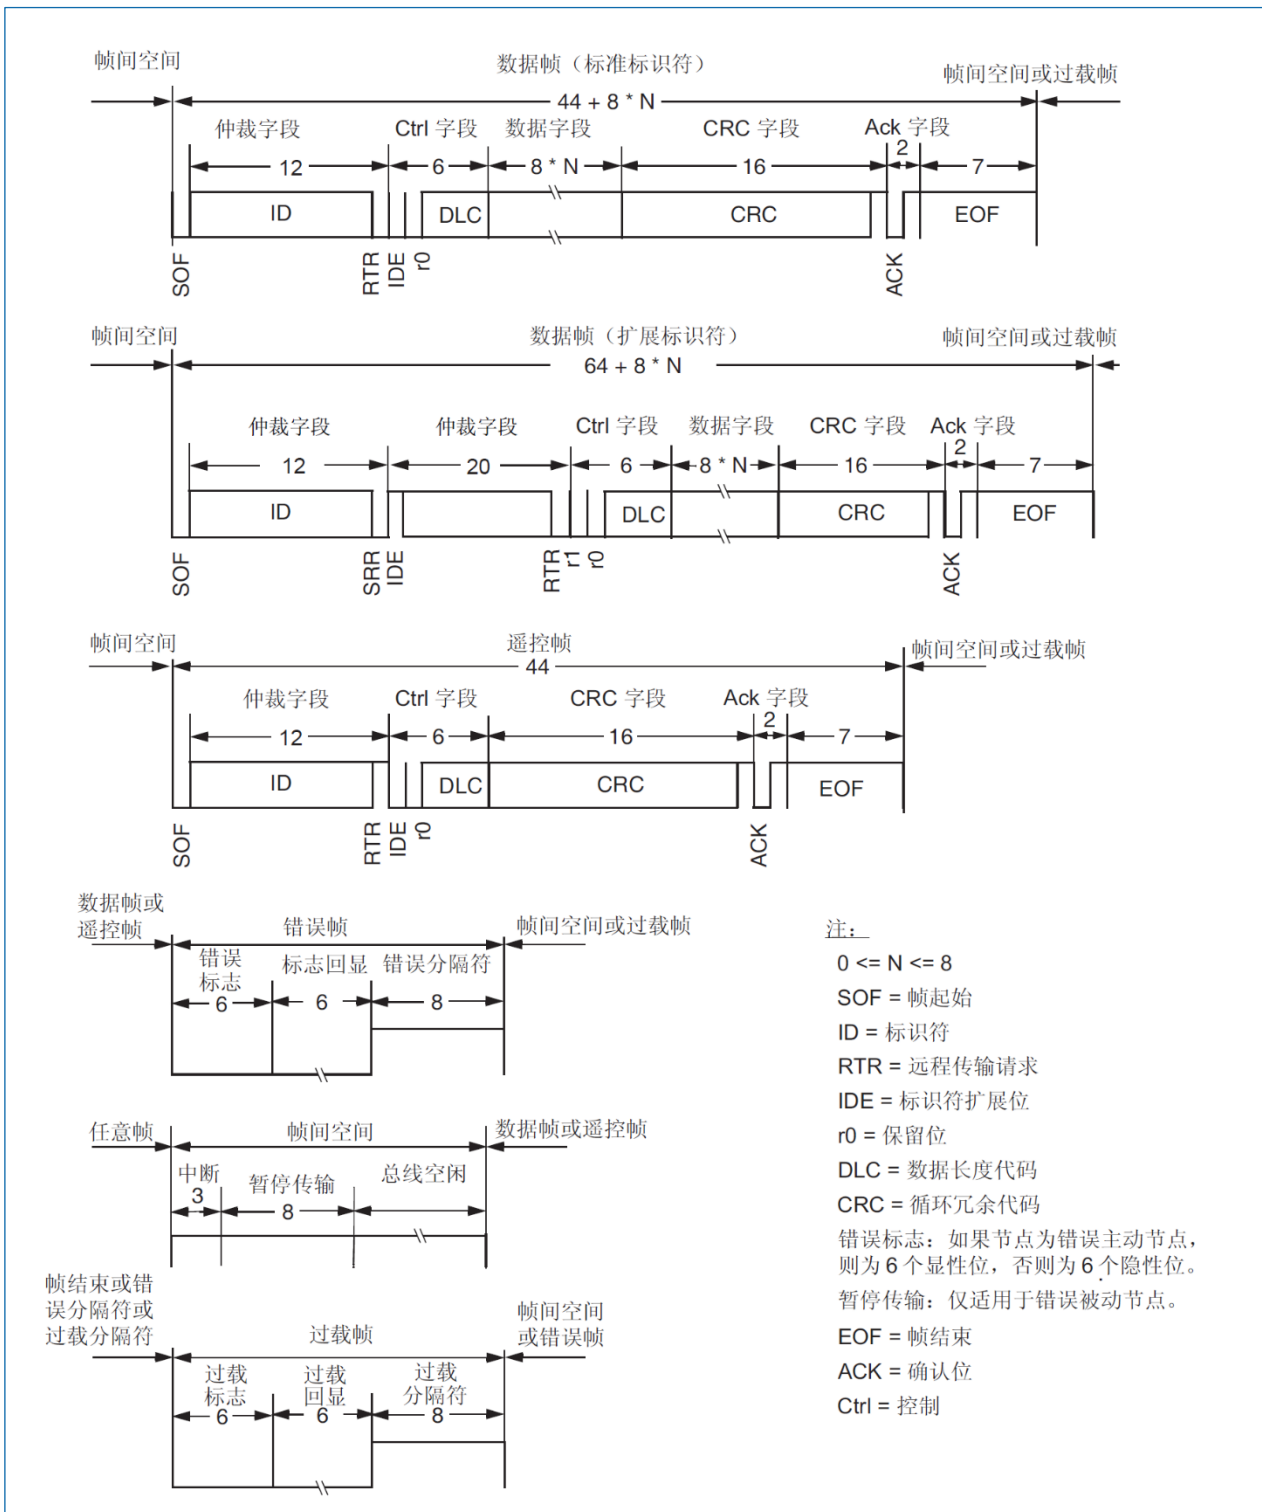 帧间空间
数据帧（标准标识符）
帧间空间或过载帧
44 + 8 * N
仲裁字段
Ctrl 字段
数据字段
CRC 字段
Ack 字段
12
6
8 * N
16
2
7
ID
DLC
CRC
EOF
SOF
RTR
IDE
r0
ACK
帧间空间
数据帧（扩展标识符）
帧间空间或过载帧
64 + 8 * N
仲裁字段
仲裁字段
Ctrl 字段
数据字段
CRC 字段
Ack 字段
12
20
6
8 * N
16
2
7
ID
DLC
CRC
EOF
SOF
SRR
IDE
RTR
r1
r0
ACK
帧间空间
遥控帧
帧间空间或过载帧
44
仲裁字段
Ctrl 字段
CRC 字段
Ack 字段
12
6
16
2
7
ID
DLC
CRC
EOF
SOF
RTR
IDE
r0
ACK
数据帧或
遥控帧
错误帧
帧间空间或过载帧
错误
标志
标志回显
错误分隔符
6
6
8
任意帧
帧间空间
数据帧或遥控帧
中断
暂停传输
总线空闲
3
8
帧结束或错
误分隔符或
过载分隔符
过载帧
帧间空间
或错误帧
过载
标志
过载
回显
过载
分隔符
6
6
8
注：
0 <= N <= 8
SOF = 帧起始
ID = 标识符
RTR = 远程传输请求
IDE = 标识符扩展位
r0 = 保留位
DLC = 数据长度代码
CRC = 循环冗余代码
错误标志：如果节点为错误主动节点，
则为 6 个显性位，否则为 6 个隐性位。
暂停传输：仅适用于错误被动节点。
EOF = 帧结束
ACK = 确认位
Ctrl = 控制